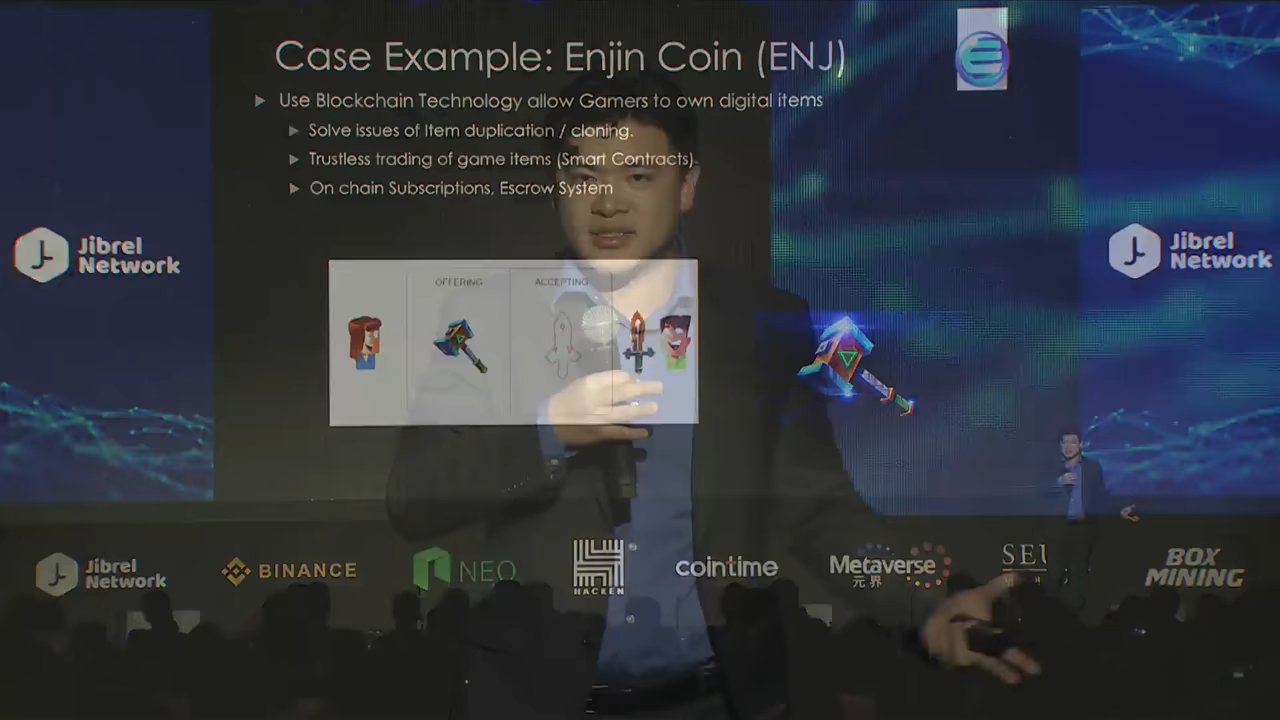 Case Example: Enjin Coin (ENJ)
Use Blockchain Technology allow Gamers to own digital items
Solve issues of Item duplication / cloning.
Trustless trading of game items (Smart Contracts)
On chain Subscriptions, Escrow System
Jibrel
Network
Jibrel
Network
OFFERING
ACCEPTING
Jibrel
Network
BINANCE
NEO
HACKEN
cointime
Metaverse
元界
SEI
BOX
MINING